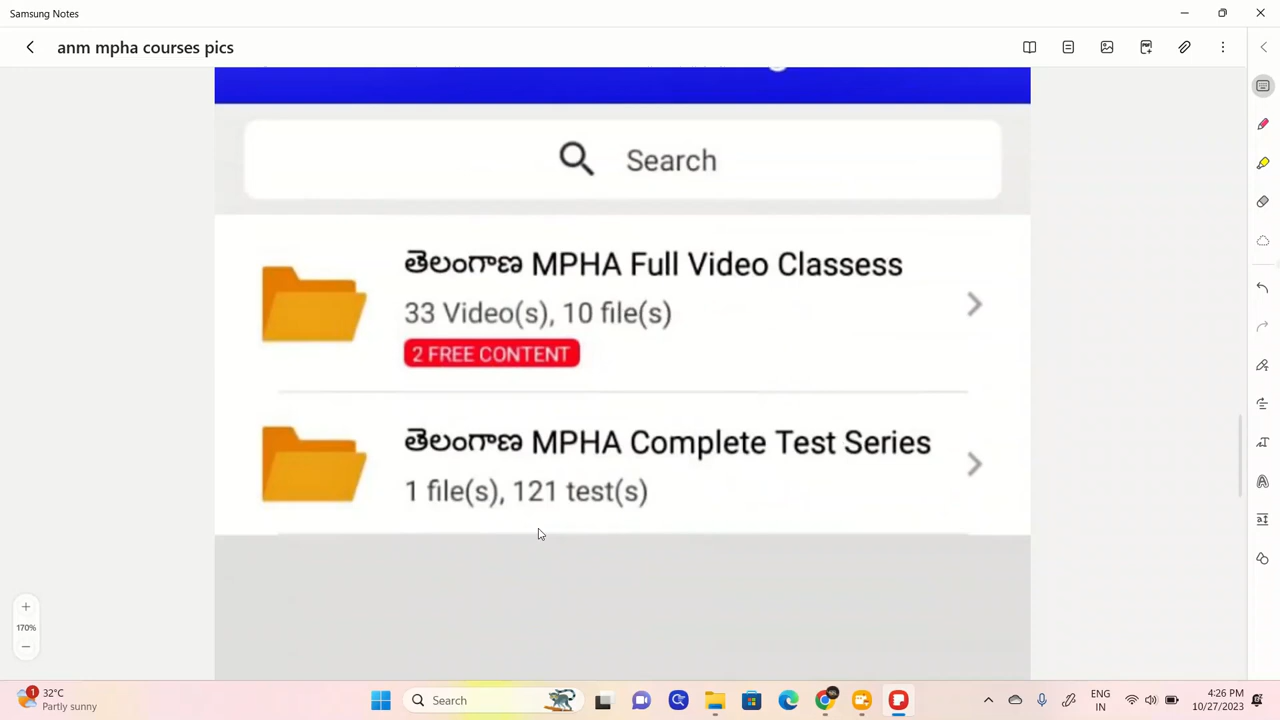 Samsung Notes
anm mpha courses pics
Search
తెలంగాణ MPHA Full Video Classess
33 Video(s), 10 file(s)
2 FREE CONTENT
తెలంగాణ MPHA Complete Test Series
1 file(s), 121 test(s)
170%
1
32°C
Partly sunny
Search
ENG
IN
4:26 PM
10/27/2023